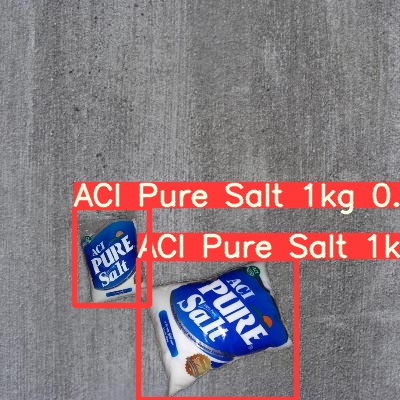 ACI Pure Salt 1kg 0.
ACI Pure Salt 1k
ACI
PURE
Salt
ACI
PURE
Salt